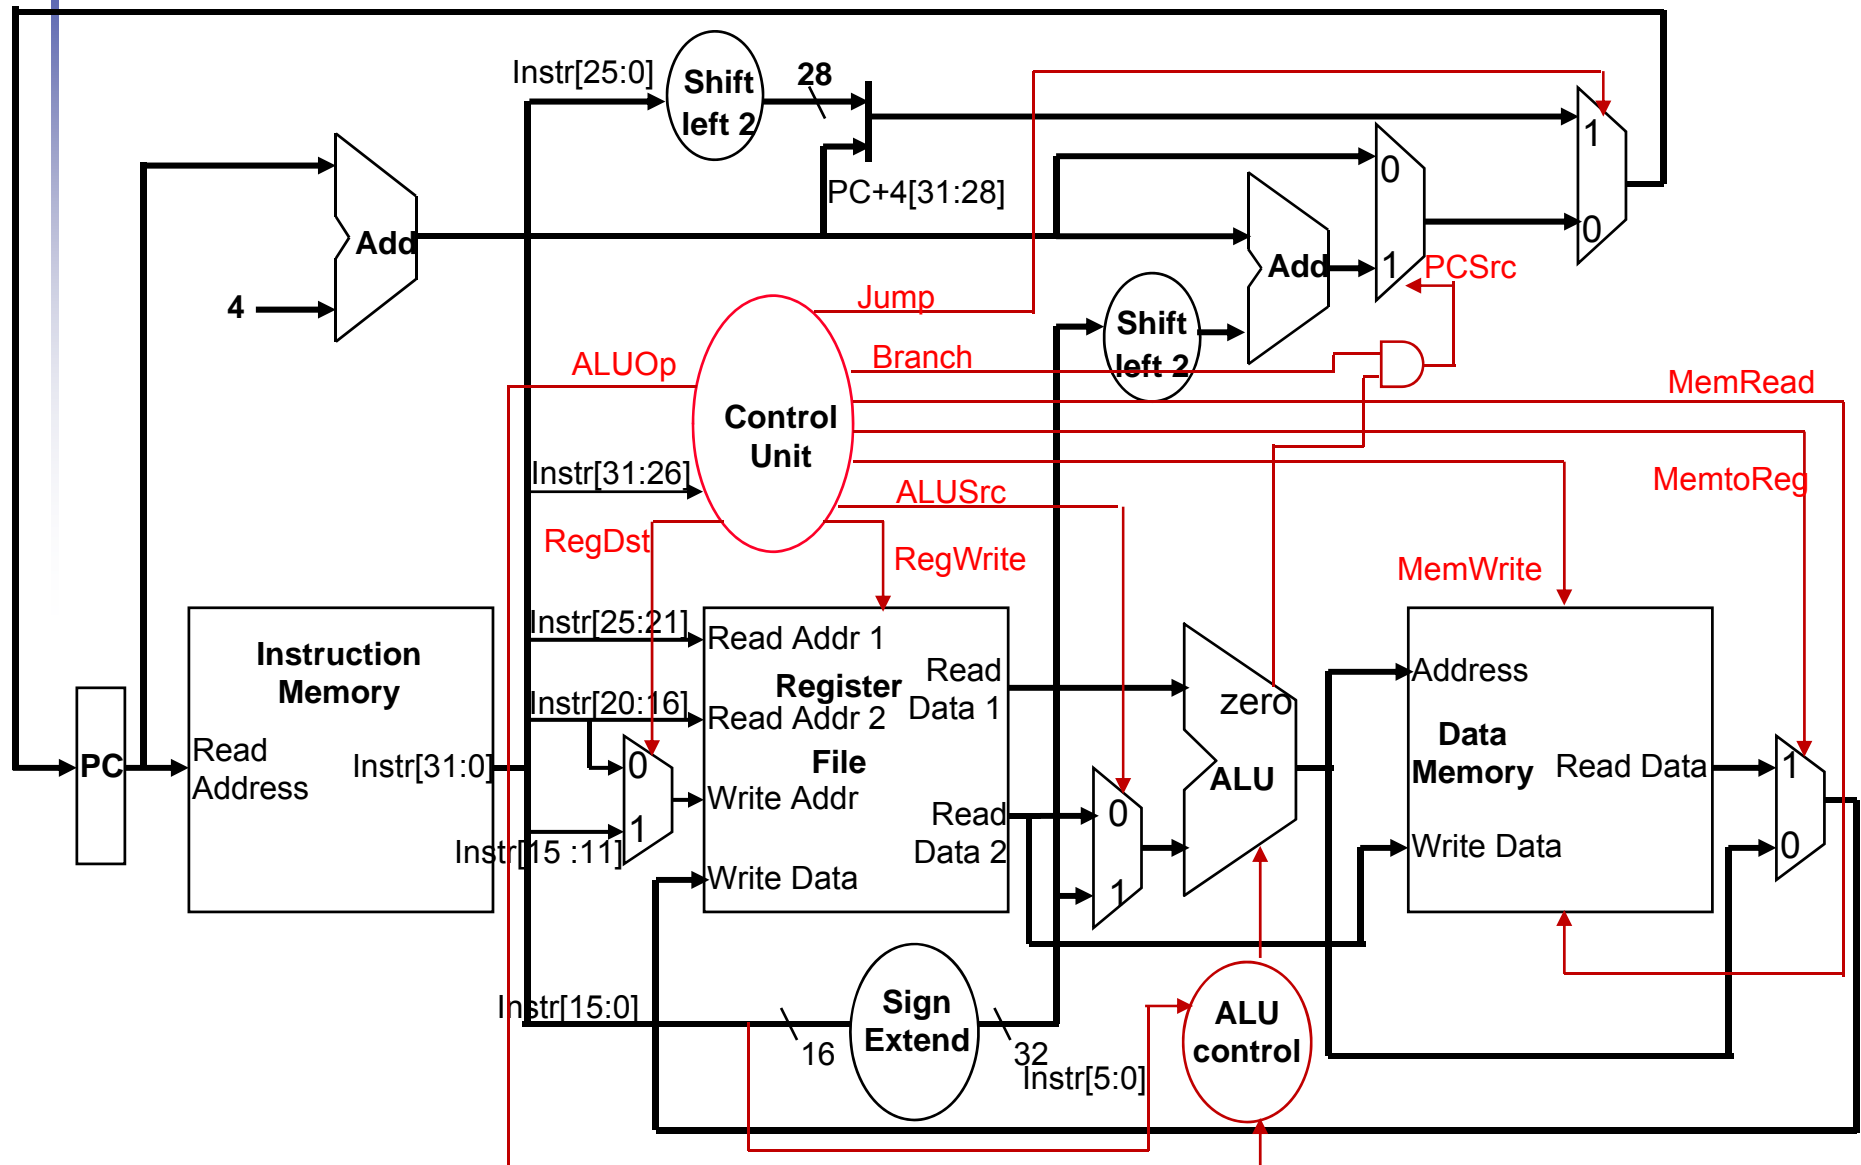 Instr[25:0]
Shift
left 2
28
1
0
PC+4[31:28]
Add
0
Add
1
PCSrc
4
Jump
Shift
left 2
ALUOp
Branch
MemRead
Control
Unit
Instr[31:26]
ALUSrc
MemtoReg
RegDst
RegWrite
MemWrite
Instr[25:21]
Read Addr 1
Instruction
Memory
Register
Read
Data 1
Address
Instr[20:16]
Read Addr 2
zero
PC
Read
Address
Instr[31:0]
0
File
ALU
Data
Memory
Read Data
1
Write Addr
1
Read
Data 2
0
Instr[15 :11]
Write Data
Write Data
0
1
Sign
Extend
Instr[15:0]
16
32
Instr[5:0]
ALU
control